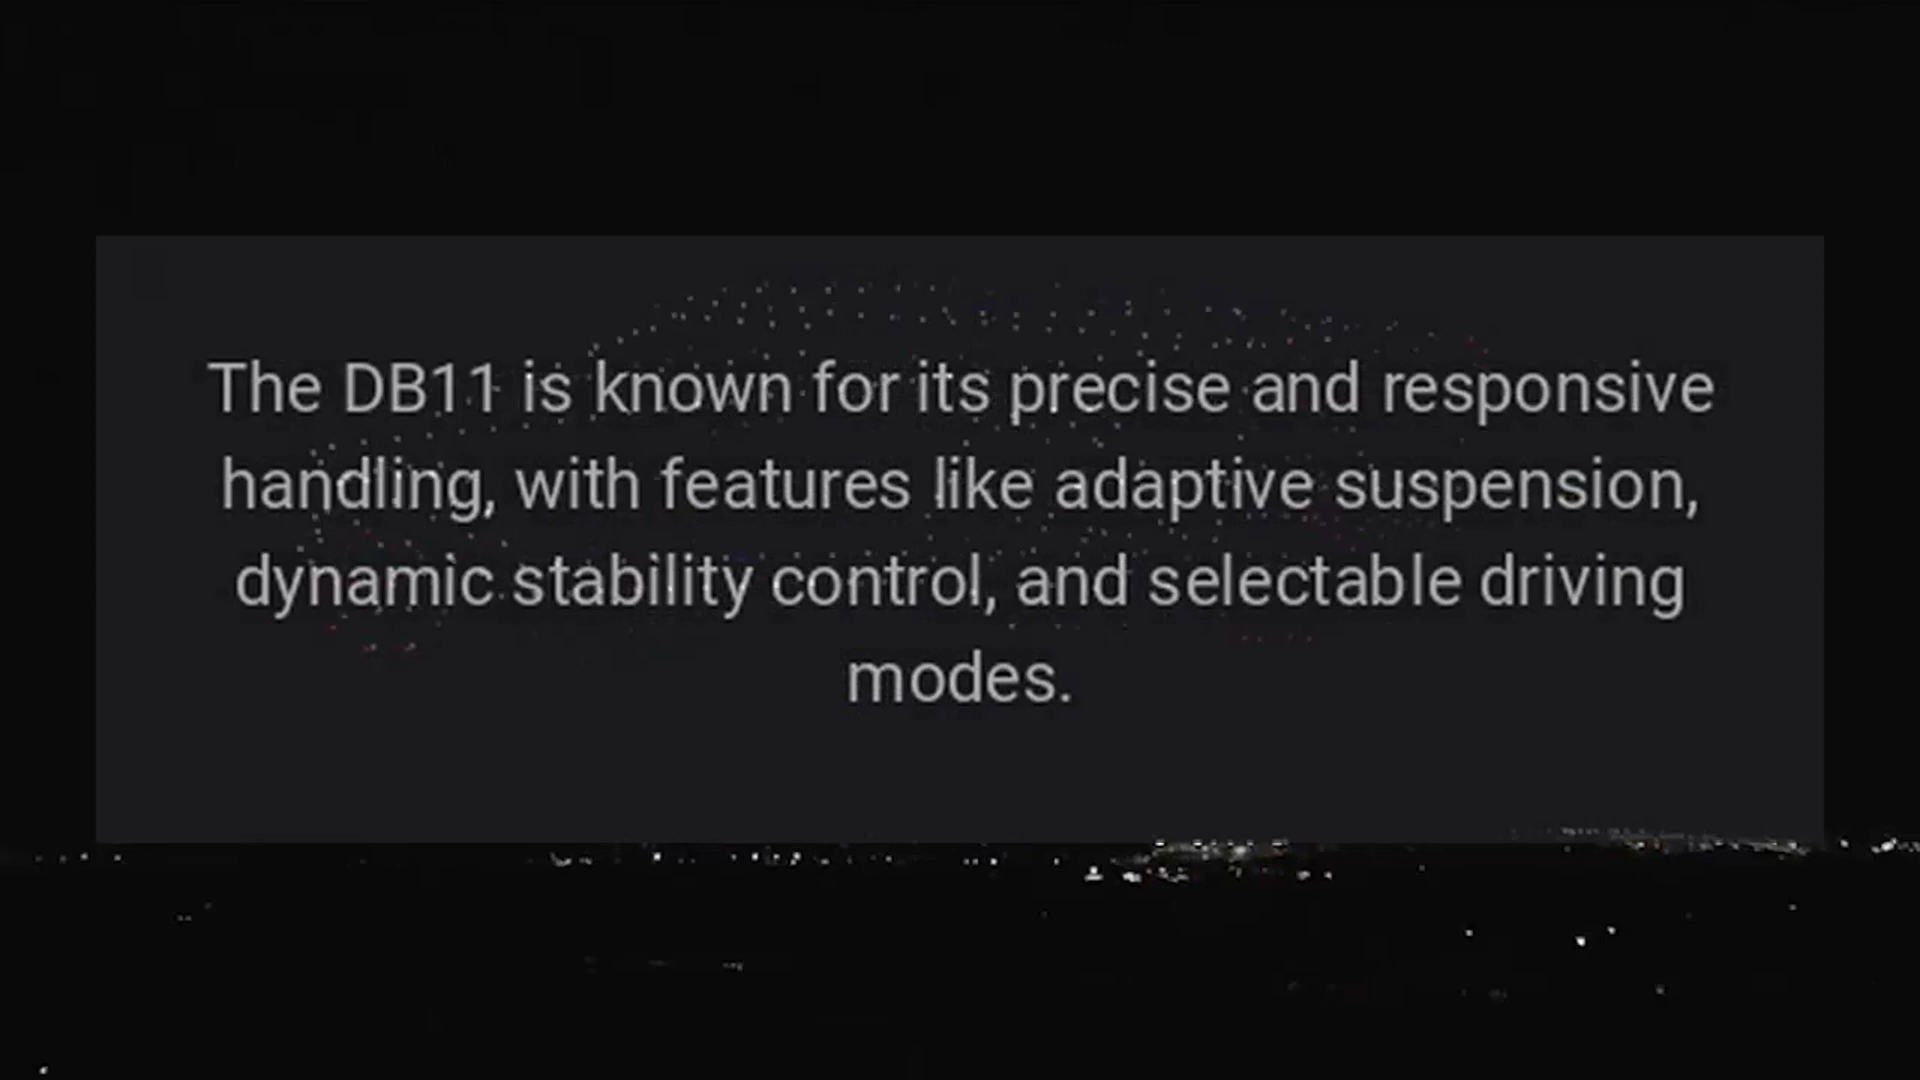 The DB11 is known for its precise and responsive
handling, with features like adaptive suspension,
dynamic stability control, and selectable driving
modes.